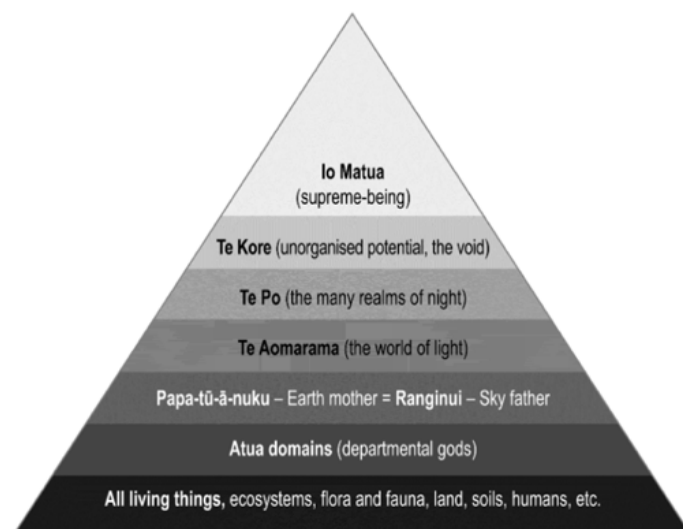 Io Matua
(supreme-being)
Te Kore (unorganised potential, the void)
Te Po (the many realms of night)
Te Aomarama (the world of light)
Papa-tū-ā-nuku – Earth mother = Ranginui – Sky father
Atua domains (departmental gods)
All living things, ecosystems, flora and fauna, land, soils, humans, etc.